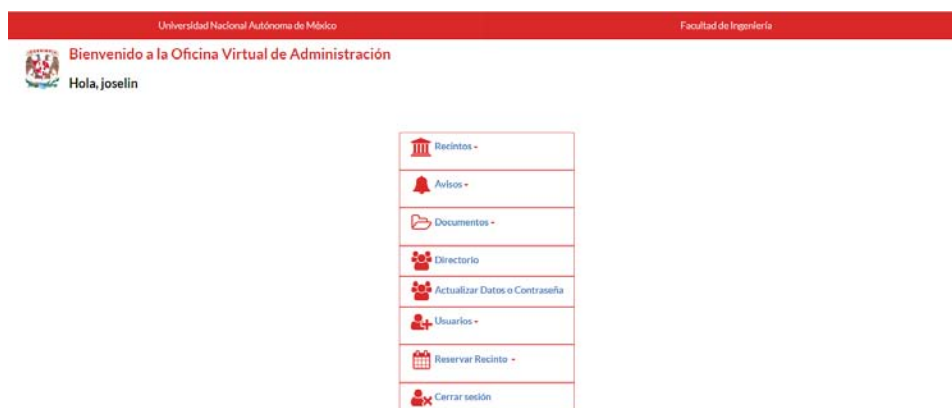 Universidad Nacional Autónoma de México
Facultad de Ingeniería
Bienvenido a la Oficina Virtual de Administración
Hola, joselin
Recintos
Avisos
Documentos
Directorio
Actualizar Datos o Contraseña
Usuarios
Reservar Recinto
Cerrar sesión